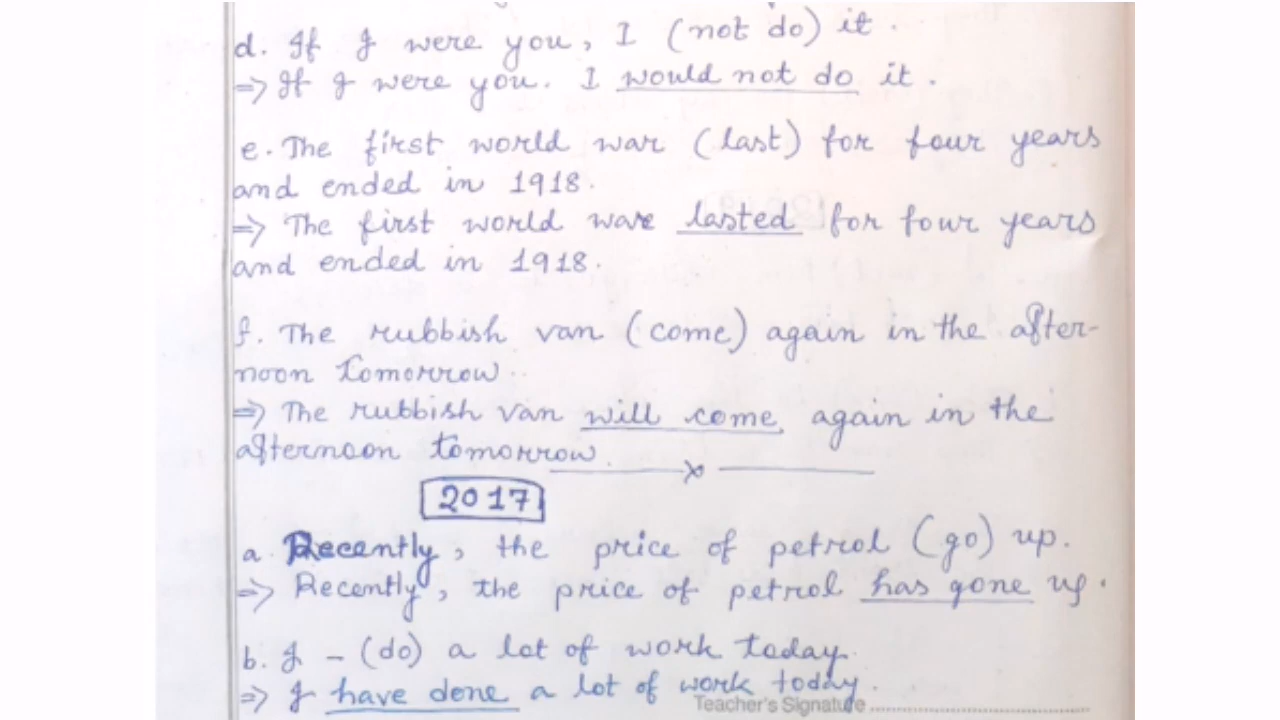 d. If I were you, I (not do) it.
=> If I were you. I would not do it.
e. The first world war (last) for four years
and ended in 1918.
=> The first world ware lasted for four years
and ended in 1918.
f. The rubbish van (come) again in the after-
noon tomorrow.
=> The rubbish van will come again in the
afternoon tomorrow.
2017
a. Recently, the price of petrol (go) up.
=> Recently, the price of petrol has gone up.
b. I - (do) a lot of work today.
=> I have done a lot of work today.
Teacher's Signature